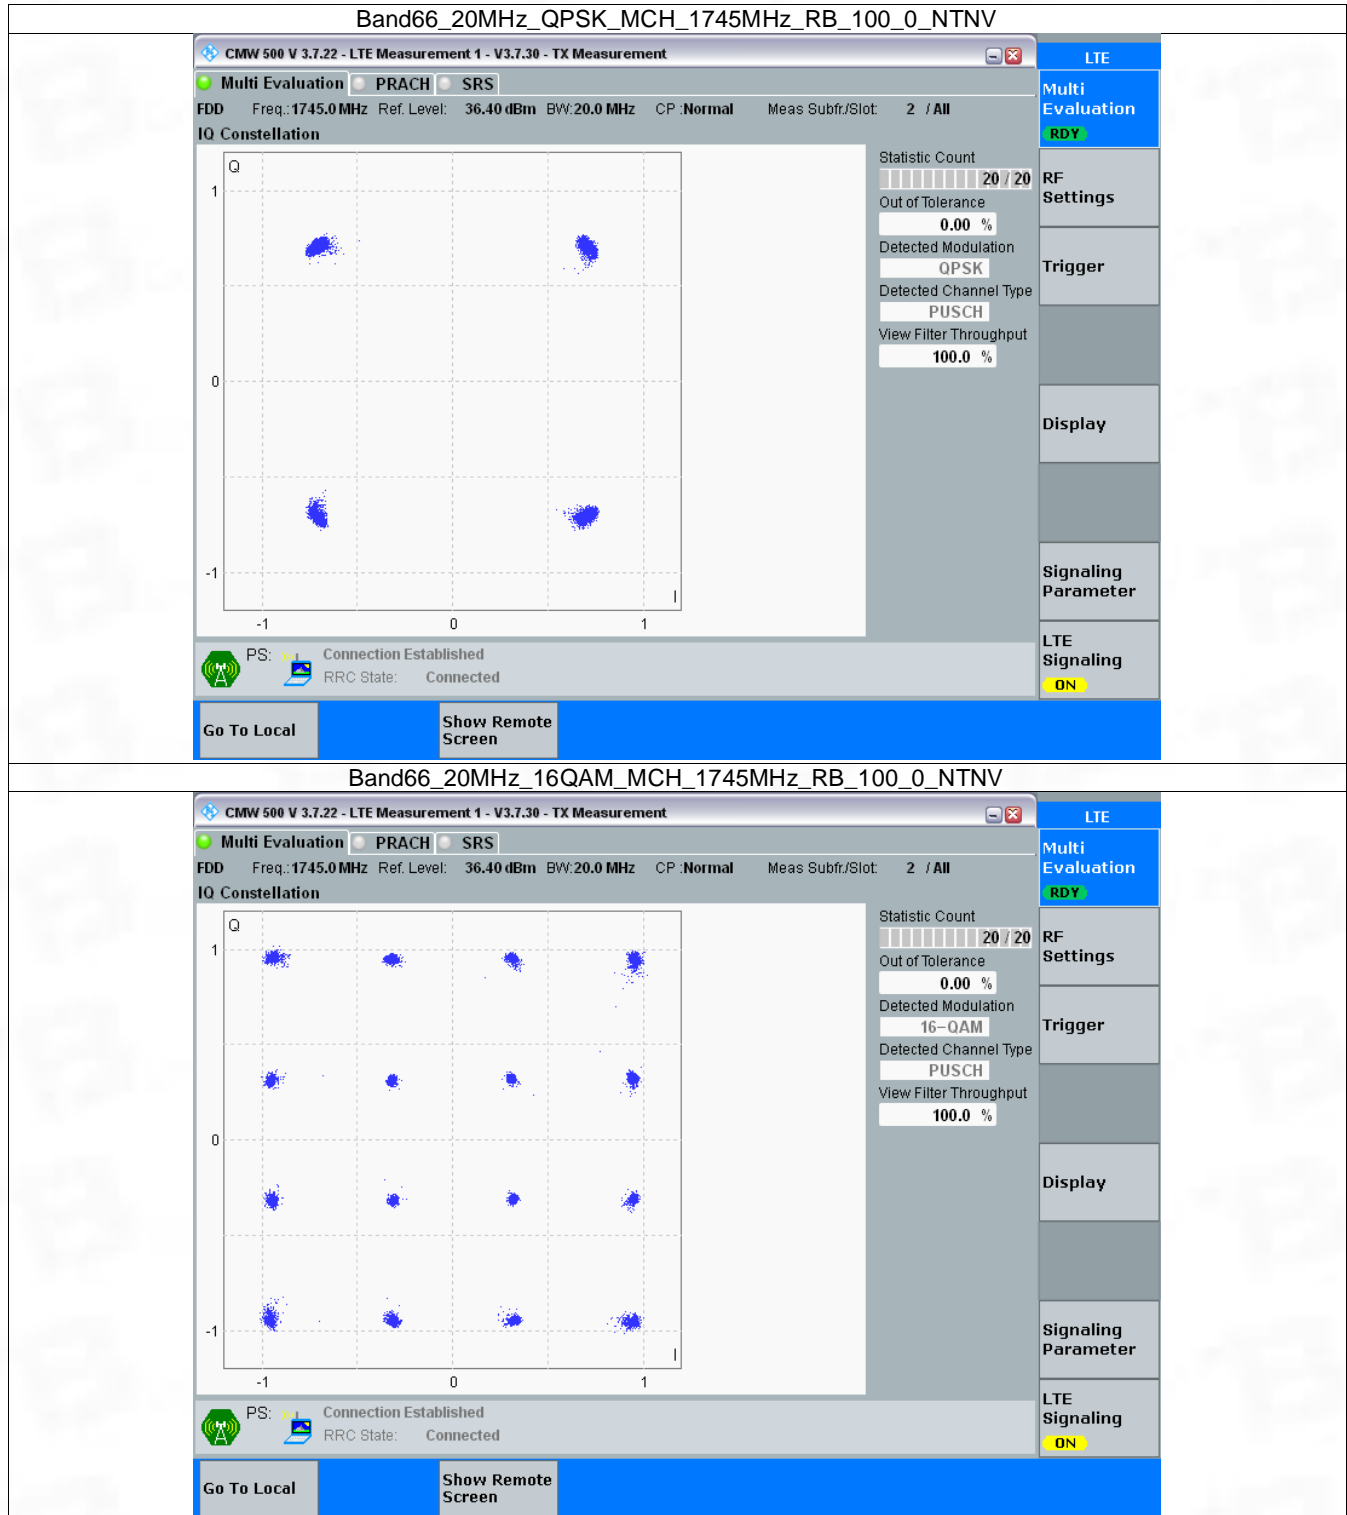 Band66_20MHz_QPSK_MCH_1745MHz_RB_100_0_NTNV
CMW 500 V 3.7.22 - LTE Measurement 1 - V3.7.30 - TX Measurement
LTE
Multi Evaluation PRACH SRS
Multi
Evaluation
RDY
FDD Freq.:1745.0 MHz Ref. Level: 36.40 dBm BW:20.0 MHz CP :Normal Meas Subfr./Slot: 2 / All
IQ Constellation
Q
1
0
-1
I
-1 0 1
Statistic Count
20 / 20
Out of Tolerance
0.00 %
Detected Modulation
QPSK
Detected Channel Type
PUSCH
View Filter Throughput
100.0 %
RF
Settings
Trigger
Display
Signaling
Parameter
LTE
Signaling
ON
PS: Connection Established
RRC State: Connected
Go To Local
Show Remote
Screen
Band66_20MHz_16QAM_MCH_1745MHz_RB_100_0_NTNV
CMW 500 V 3.7.22 - LTE Measurement 1 - V3.7.30 - TX Measurement
LTE
Multi Evaluation PRACH SRS
Multi
Evaluation
RDY
FDD Freq.:1745.0 MHz Ref. Level: 36.40 dBm BW:20.0 MHz CP :Normal Meas Subfr./Slot: 2 / All
IQ Constellation
Q
1
0
-1
I
-1 0 1
Statistic Count
20 / 20
Out of Tolerance
0.00 %
Detected Modulation
16-QAM
Detected Channel Type
PUSCH
View Filter Throughput
100.0 %
RF
Settings
Trigger
Display
Signaling
Parameter
LTE
Signaling
ON
PS: Connection Established
RRC State: Connected
Go To Local
Show Remote
Screen